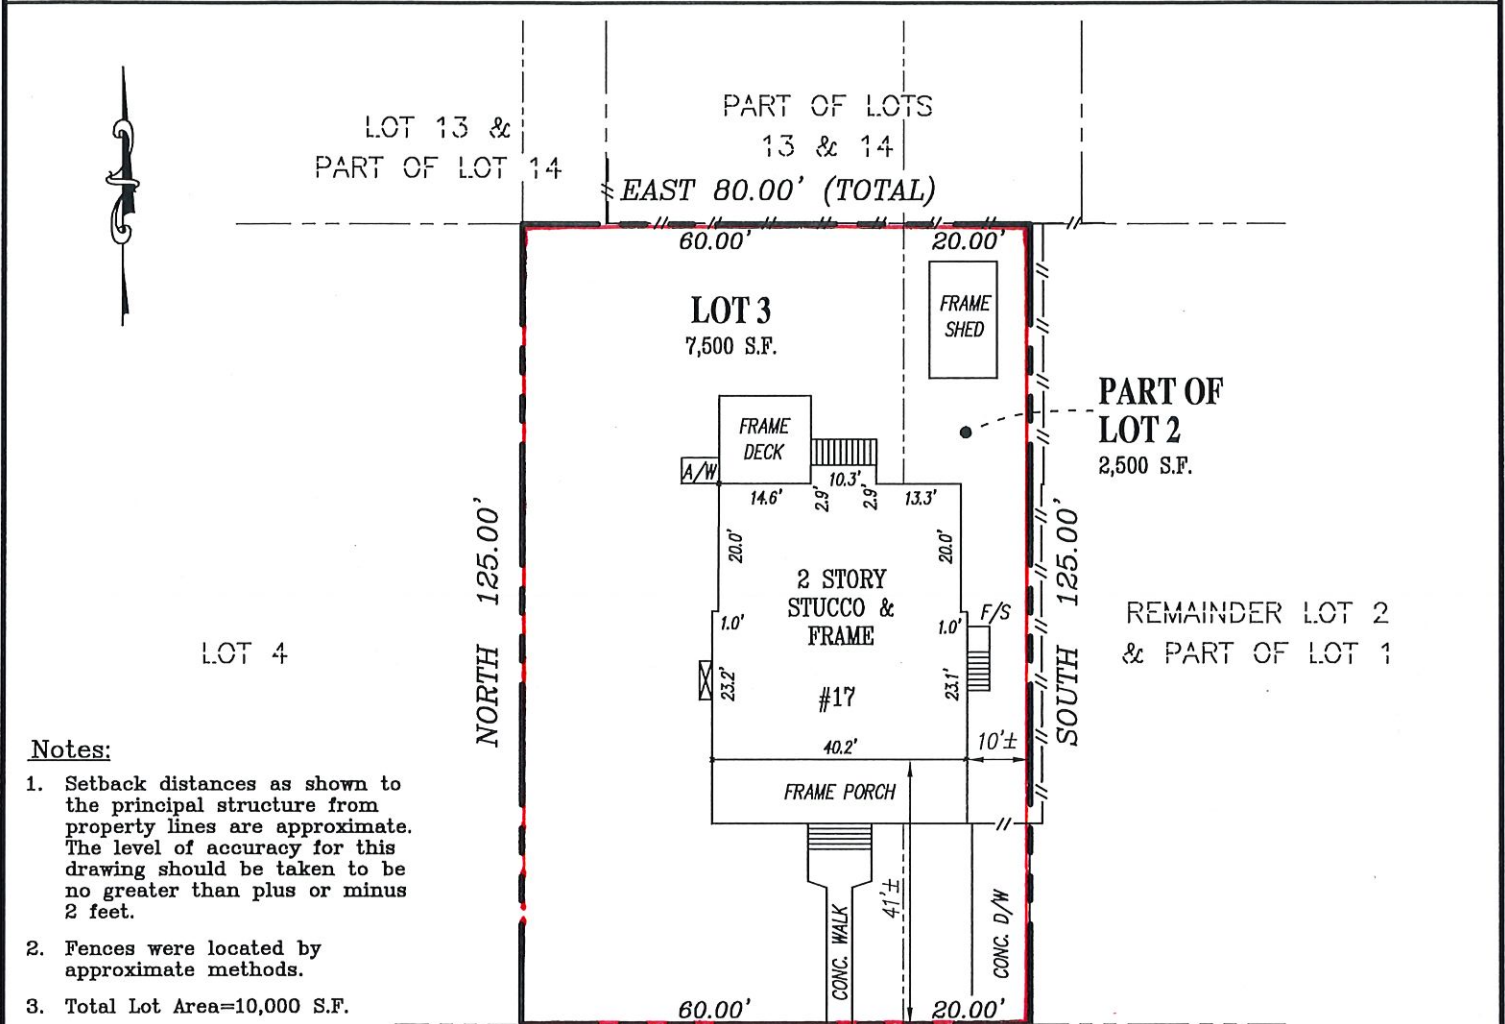 LOT 13 &
PART OF LOT 14
PART OF LOTS
13 & 14
EAST 80.00' (TOTAL)
60.00'
20.00'
LOT 3
7,500 S.F.
FRAME
SHED
PART OF
LOT 2
2,500 S.F.
FRAME
DECK
A/W
14.6'
2.9'
10.3'
2.9'
13.3'
20.0'
20.0'
NORTH 125.00'
SOUTH 125.00'
2 STORY
STUCCO &
FRAME
1.0'
1.0'
F/S
REMAINDER LOT 2
& PART OF LOT 1
LOT 4
23.2'
#17
23.1'
40.2'
10'±
FRAME PORCH
41'±
CONC. WALK
CONC. D/W
60.00'
20.00'
Notes:
1. Setback distances as shown to
the principal structure from
property lines are approximate.
The level of accuracy for this
drawing should be taken to be
no greater than plus or minus
2 feet.
2. Fences were located by
approximate methods.
3. Total Lot Area=10,000 S.F.